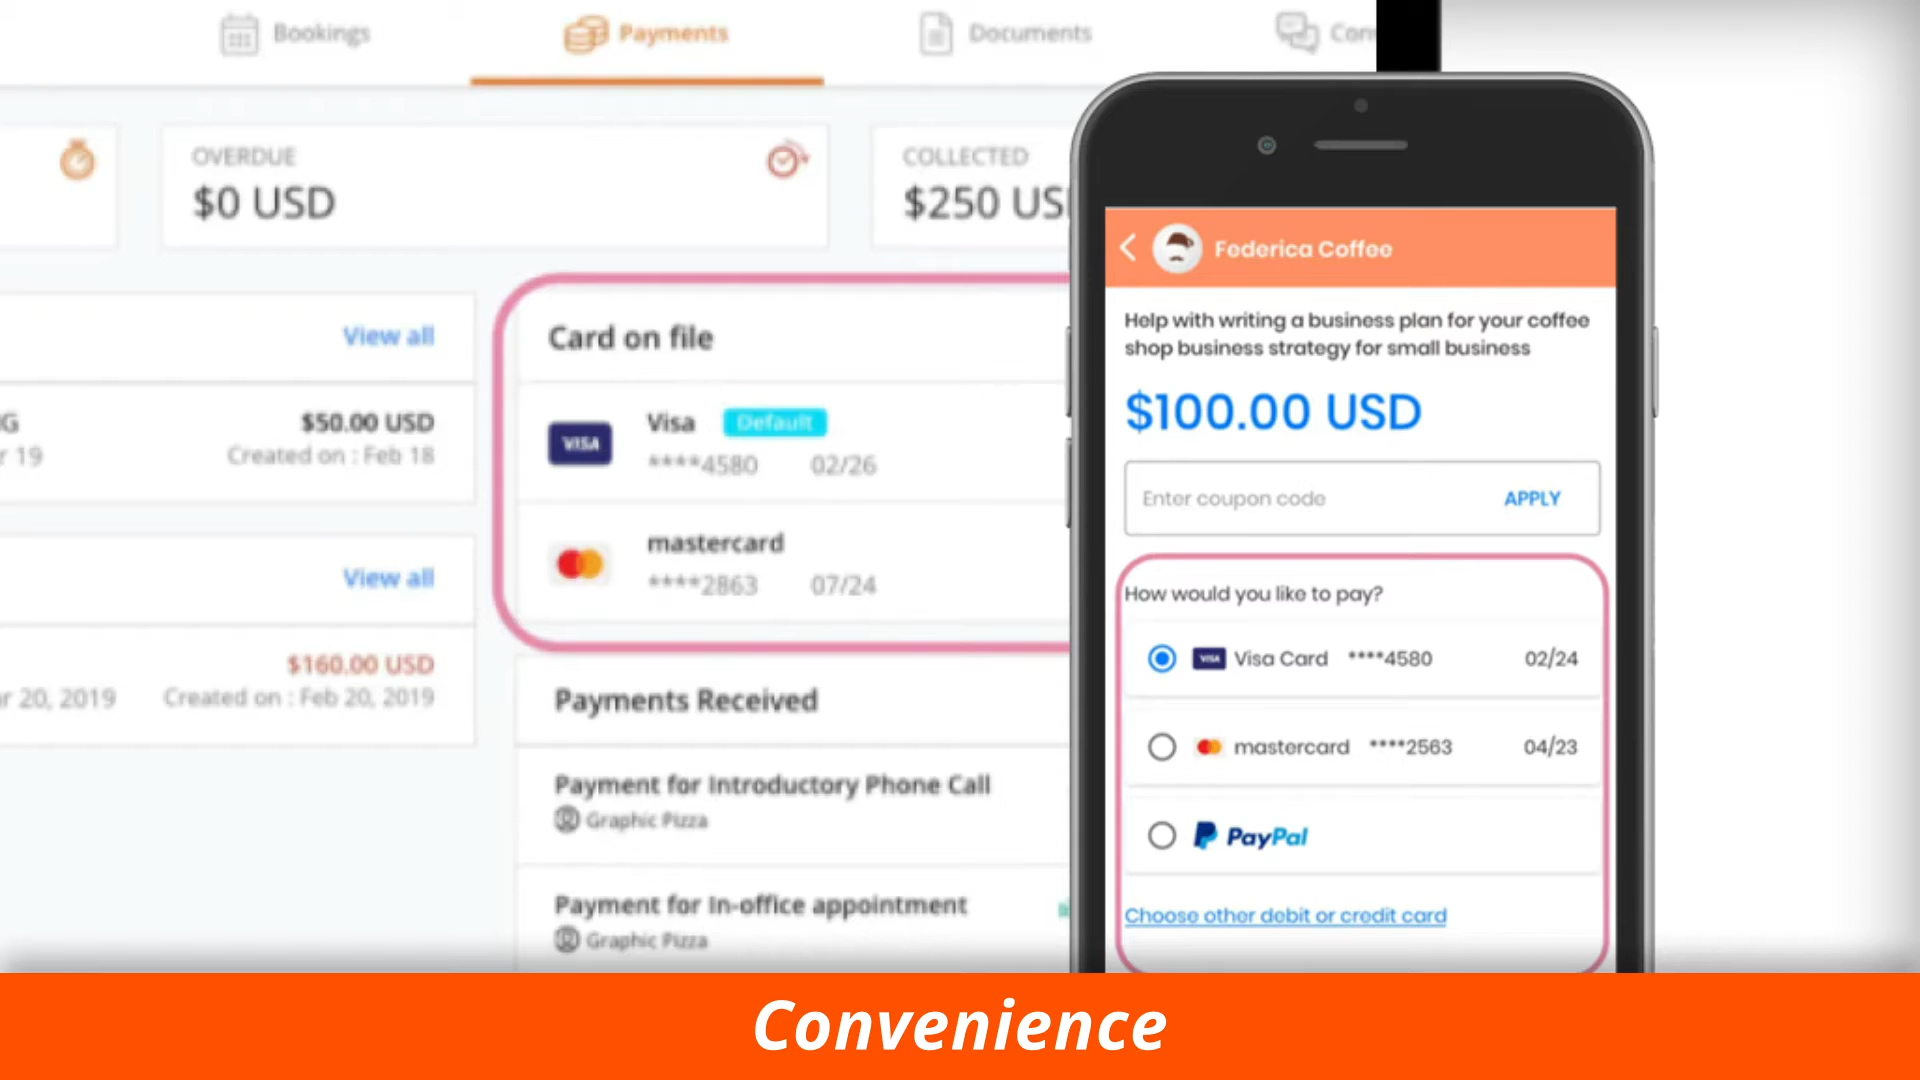 Bookings
Payments
Documents
OVERDUE
$0 USD
COLLECTED
$250
View all
$50.00 USD
19
Created on : Feb 18
View all
$160.00 USD
20, 2019
Created on : Feb 20, 2019
Card on file
VISA
Visa
Default
****4580 02/26
mastercard
****2863 07/24
Payments Received
Payment for Introductory Phone Call
Graphic Pizza
Payment for In-office appointment
Graphic Pizza
Federica Coffee
Help with writing a business plan for your coffee
shop business strategy for small business
$100.00 USD
Enter coupon code APPLY
How would you like to pay?
VISA Visa Card ****4580 02/24
mastercard ****2563 04/23
PayPal
Choose other debit or credit card
Convenience